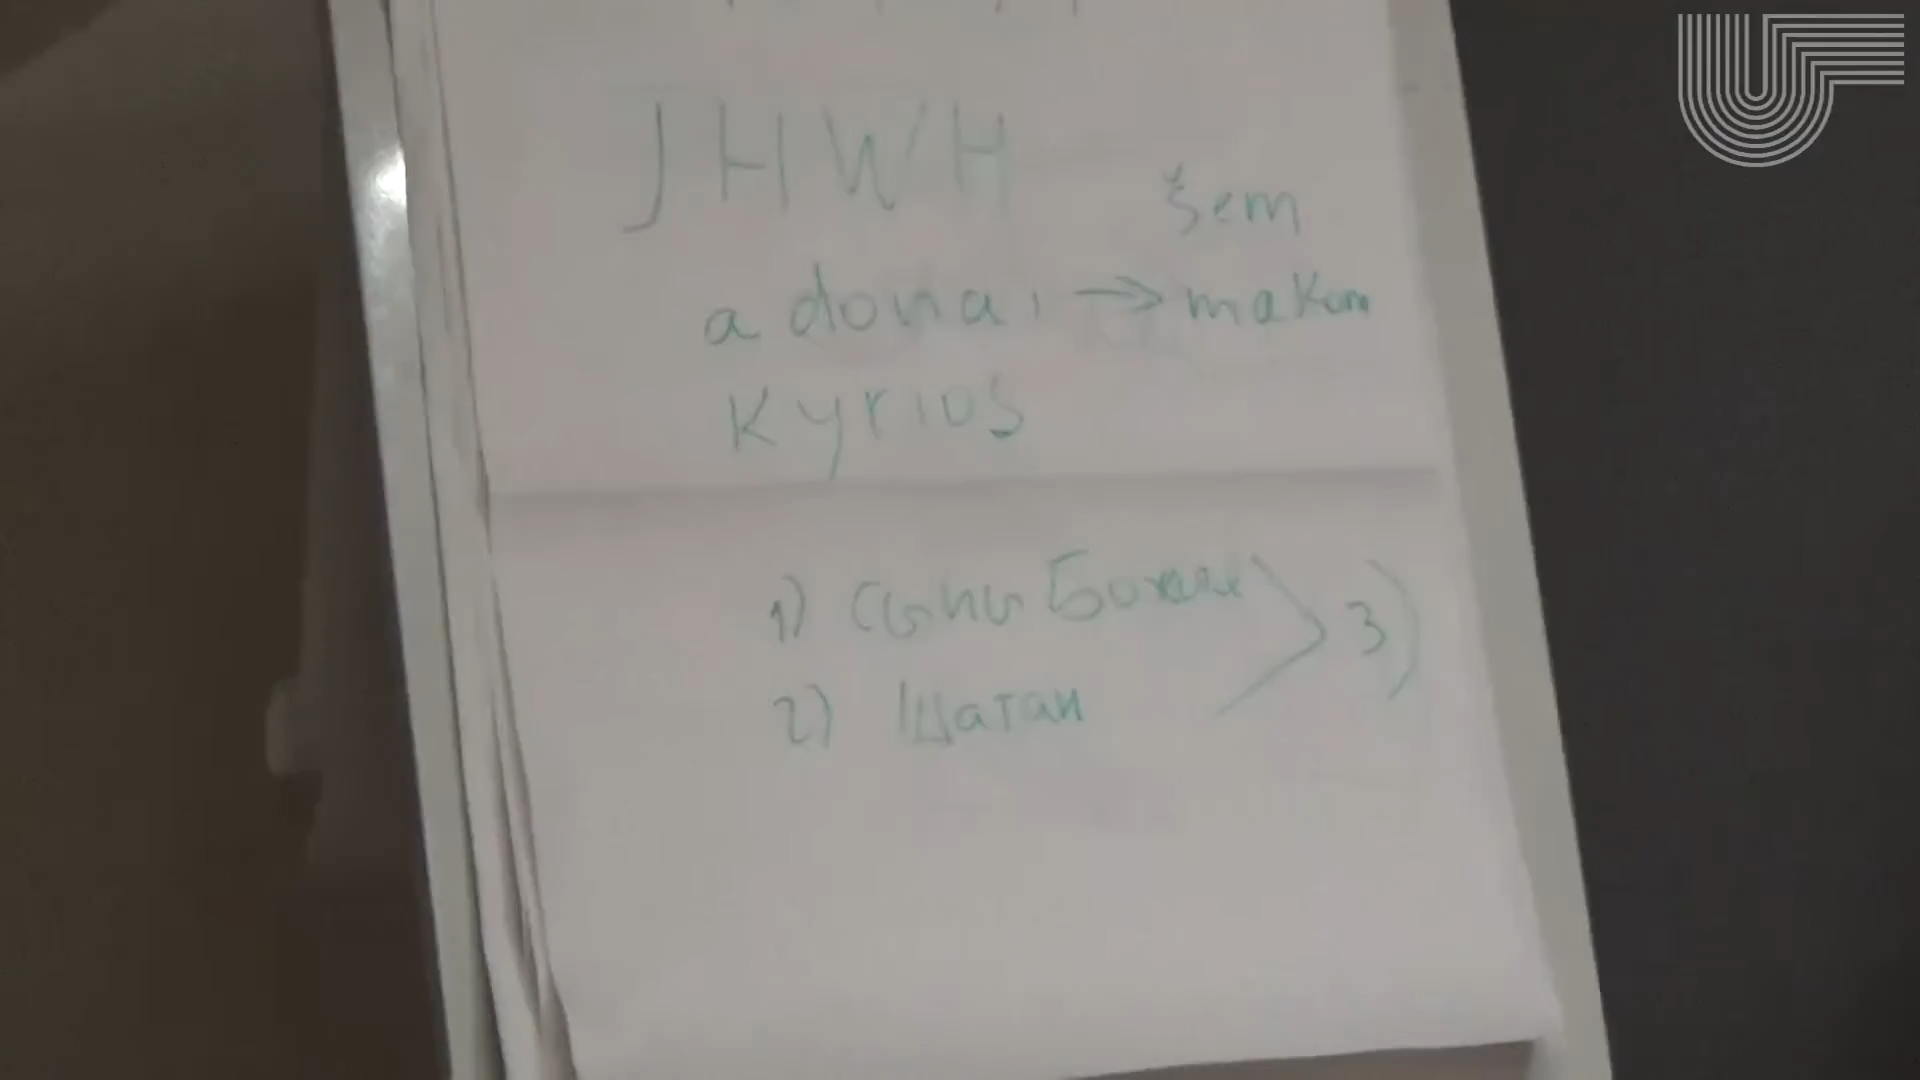 JHWH
šem
adonai → makom
Kyrios
1) Сыны Божии
2) Шатан
3)